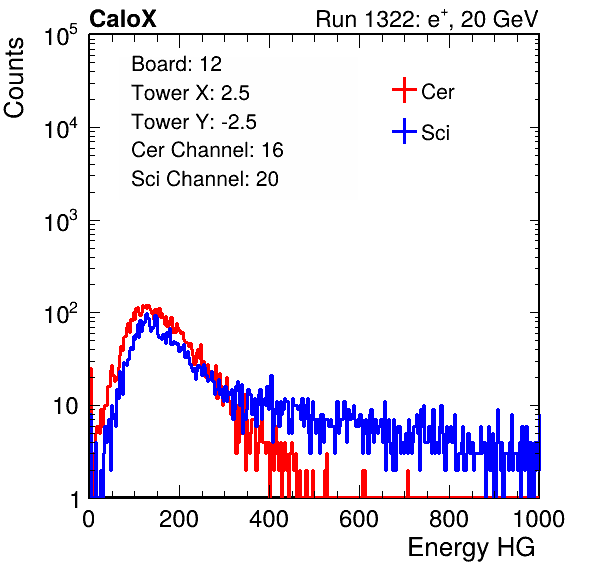 CaloX Run 1322: e⁺, 20 GeV
Counts
10⁵
10⁴
10³
10²
10
1
Board: 12
Tower X: 2.5
Tower Y: -2.5
Cer Channel: 16
Sci Channel: 20
Cer
Sci
0 200 400 600 800 1000
Energy HG